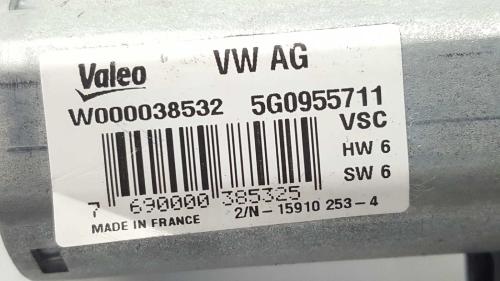 Valeo VW AG
W000038532 5G0955711
VSC
HW 6
SW 6
7 690000 385325
MADE IN FRANCE 2/N-15910 253-4